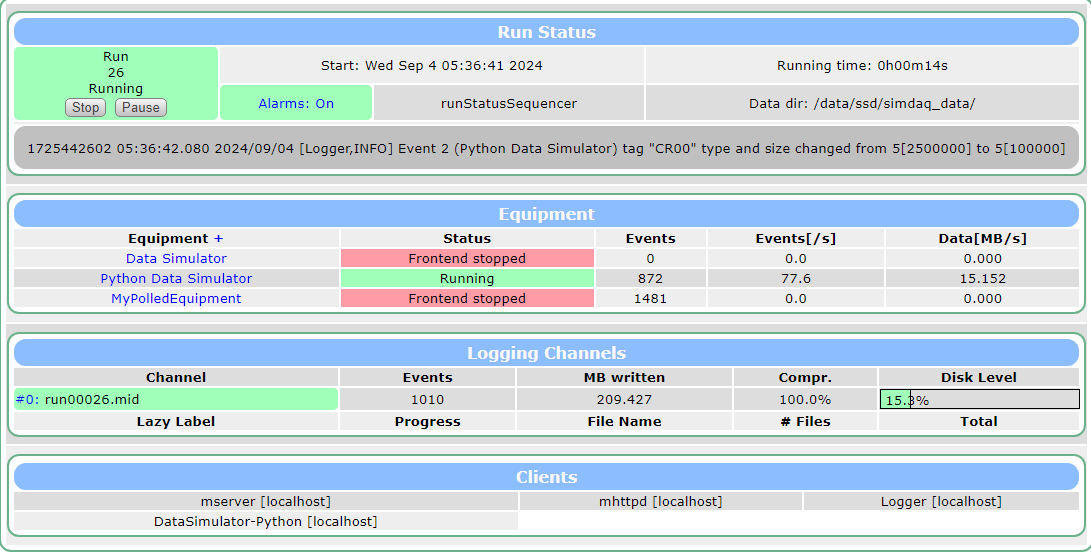 Run Status
Run
26
Running
Stop Pause
Start: Wed Sep 4 05:36:41 2024 Running time: 0h00m14s
Alarms: On runStatusSequencer Data dir: /data/ssd/simdaq_data/
1725442602 05:36:42.080 2024/09/04 [Logger,INFO] Event 2 (Python Data Simulator) tag "CR00" type and size changed from 5[2500000] to 5[100000]
Equipment
Equipment + Status Events Events[/s] Data[MB/s]
Data Simulator Frontend stopped 0 0.0 0.000
Python Data Simulator Running 872 77.6 15.152
MyPolledEquipment Frontend stopped 1481 0.0 0.000
Logging Channels
Channel Events MB written Compr. Disk Level
#0: run00026.mid 1010 209.427 100.0% 15.3%
Lazy Label Progress File Name # Files Total
Clients
mserver [localhost] mhttpd [localhost] Logger [localhost]
DataSimulator-Python [localhost]